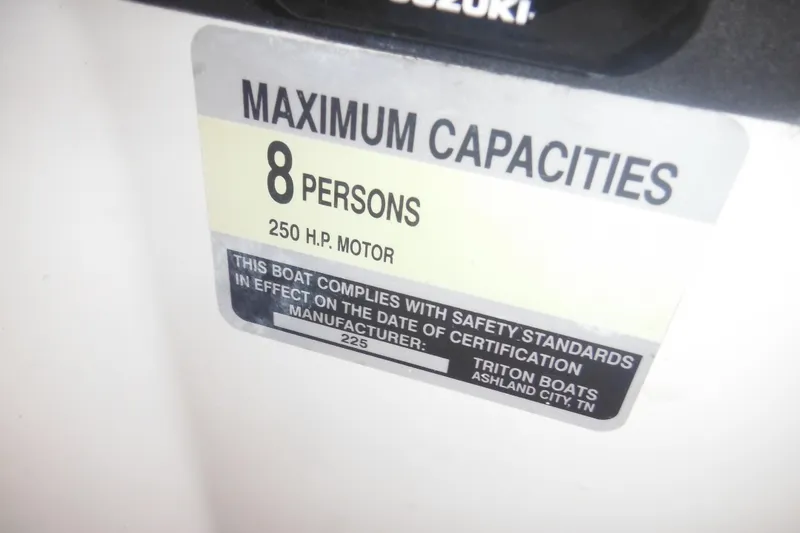 SUZUKI
MAXIMUM CAPACITIES
8 PERSONS
250 H.P. MOTOR
THIS BOAT COMPLIES WITH SAFETY STANDARDS
IN EFFECT ON THE DATE OF CERTIFICATION
MANUFACTURER:
225
TRITON BOATS
ASHLAND CITY, TN